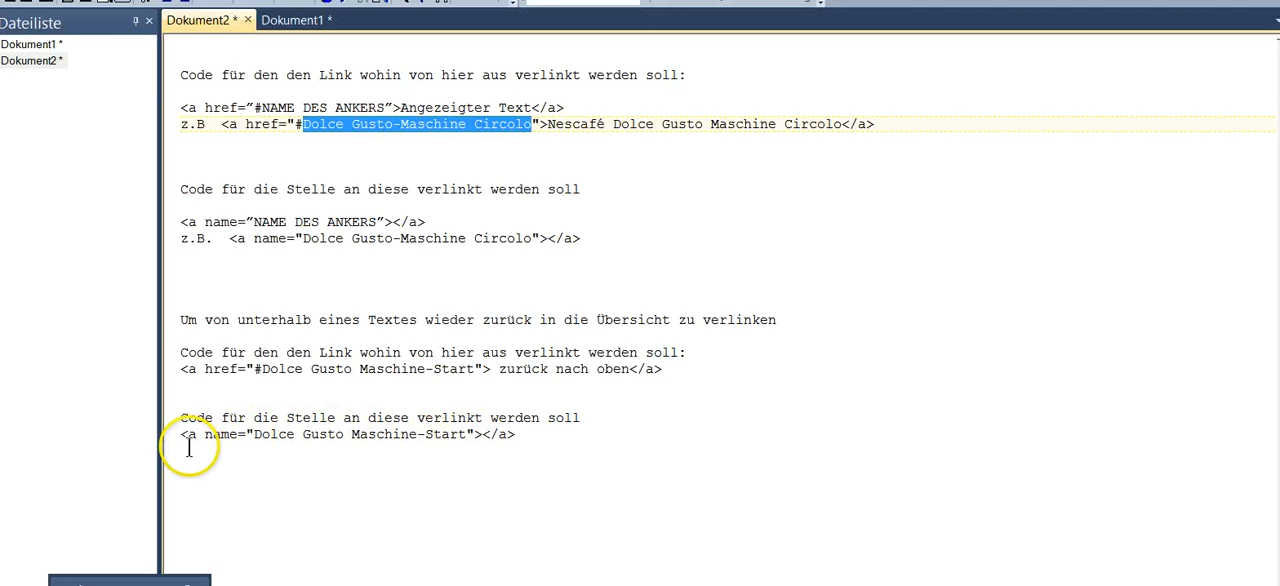 Dateiliste
Dokument2 *
Dokument1 *
Dokument1 *
Dokument2 *
Code für den den Link wohin von hier aus verlinkt werden soll:
<a href=”#NAME DES ANKERS”>Angezeigter Text</a>
z.B  <a href="#Dolce Gusto-Maschine Circolo">Nescafé Dolce Gusto Maschine Circolo</a>
Code für die Stelle an diese verlinkt werden soll
<a name=”NAME DES ANKERS”></a>
z.B.  <a name="Dolce Gusto-Maschine Circolo"></a>
Um von unterhalb eines Textes wieder zurück in die Übersicht zu verlinken
Code für den den Link wohin von hier aus verlinkt werden soll:
<a href="#Dolce Gusto Maschine-Start"> zurück nach oben</a>
Code für die Stelle an diese verlinkt werden soll
<a name="Dolce Gusto Maschine-Start"></a>